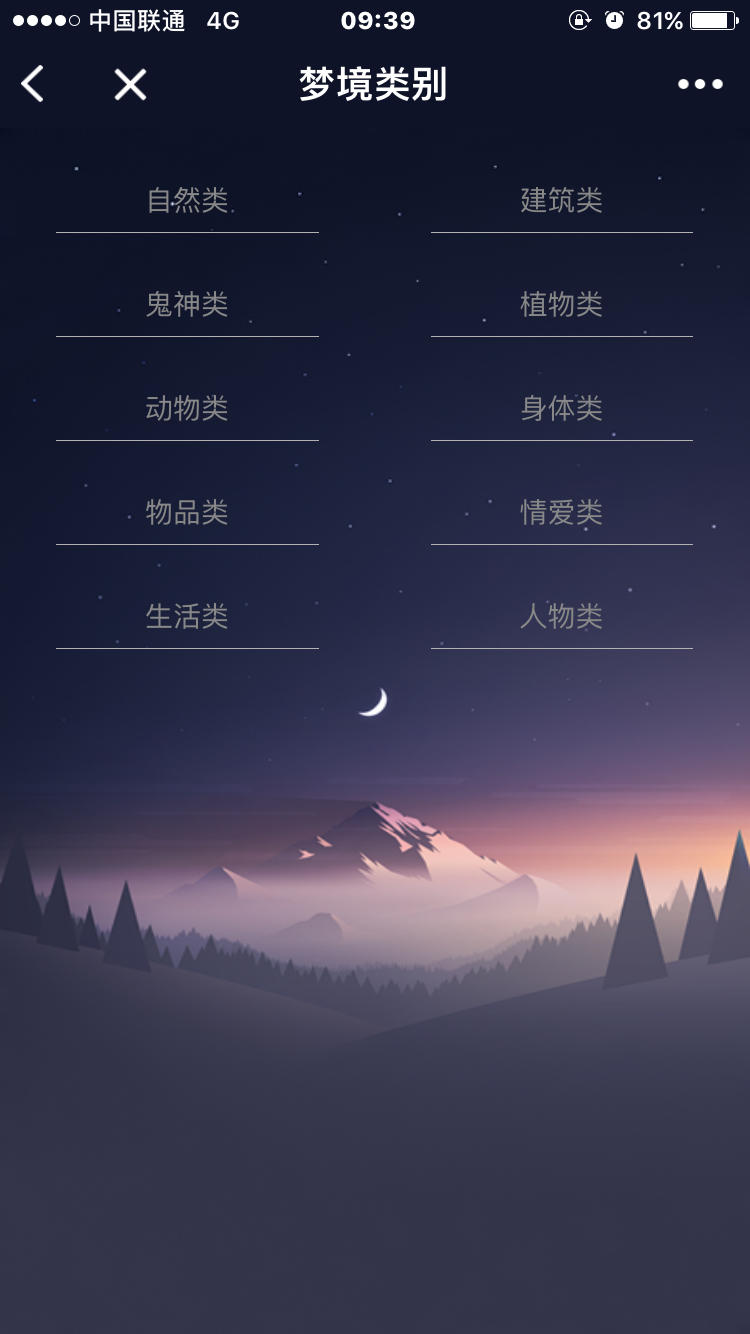 中国联通 4G 09:39 81%
梦境类别
自然类 建筑类
鬼神类 植物类
动物类 身体类
物品类 情爱类
生活类 人物类